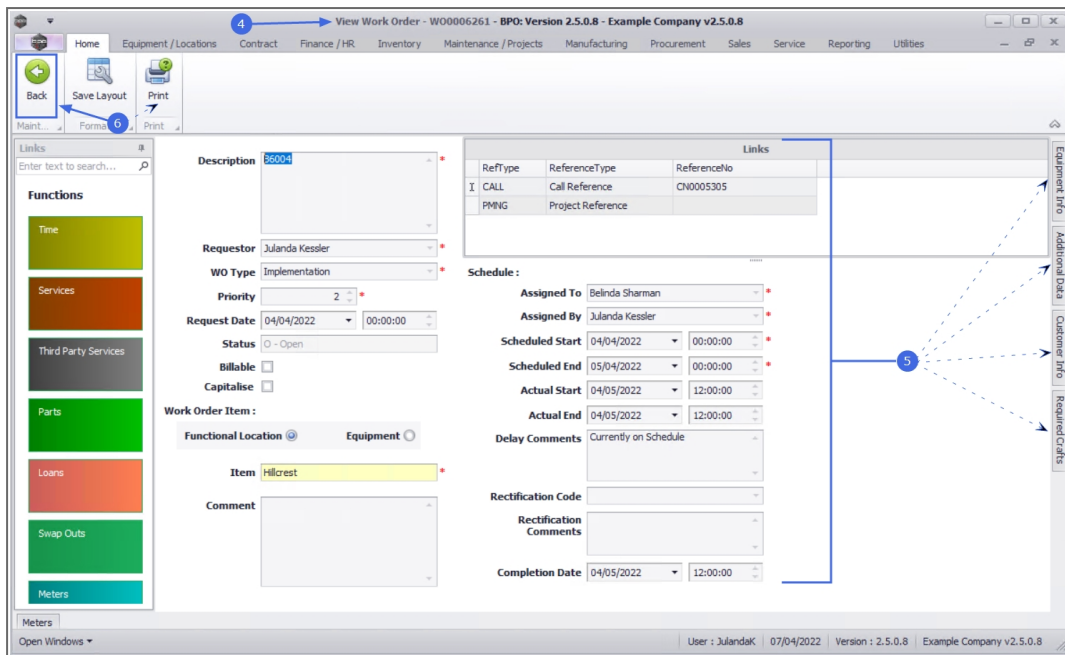 View Work Order - WO0006261 - BPO: Version 2.5.0.8 - Example Company v2.5.0.8
4
Home Equipment / Locations Contract Finance / HR Inventory Maintenance / Projects Manufacturing Procurement Sales Service Reporting Utilities
Back Save Layout Print
6
Maint... Forma Print
Links
Enter text to search...
Functions
Time
Services
Third Party Services
Parts
Loans
Swap Outs
Meters
Description 36004 *
Requestor Julanda Kessler *
WO Type Implementation *
Priority 2 *
Request Date 04/04/2022 00:00:00
Status O - Open
Billable
Capitalise
Work Order Item :
Functional Location Equipment
Item Hillcrest *
Comment
Links
RefType ReferenceType ReferenceNo
CALL Call Reference CN0005305
PMNG Project Reference
Schedule :
Assigned To Belinda Sharman *
Assigned By Julanda Kessler *
Scheduled Start 04/04/2022 00:00:00 *
Scheduled End 05/04/2022 00:00:00 *
Actual Start 04/05/2022 12:00:00
Actual End 04/05/2022 12:00:00
Delay Comments Currently on Schedule
Rectification Code
Rectification
Comments
Completion Date 04/05/2022 12:00:00
5
Equipment Info
Additional Data
Customer Info
Required Crafts
Meters
Open Windows User : JulandaK 07/04/2022 Version : 2.5.0.8 Example Company v2.5.0.8